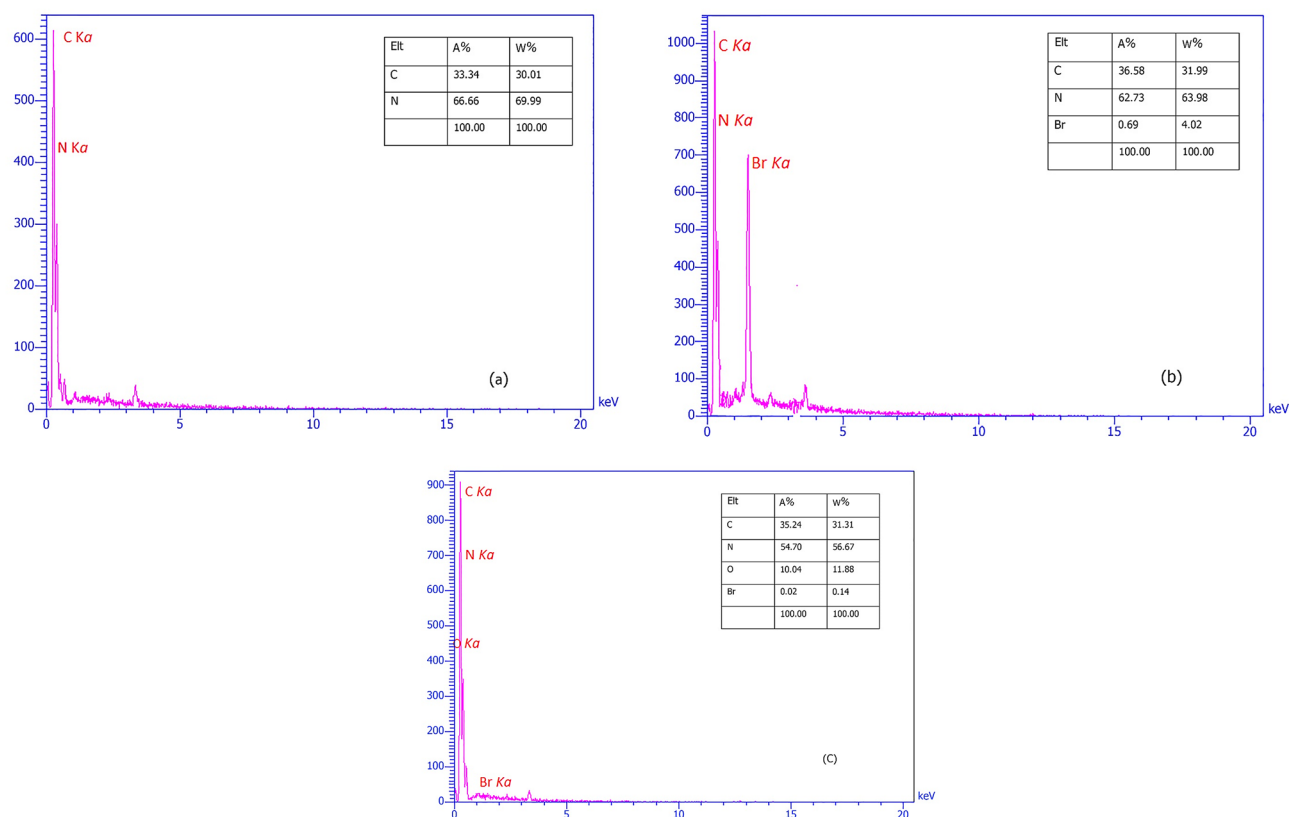 600
500
400
300
200
100
0
0 5 10 15 20
keV
C Ka
N Ka
Elt A% W%
C 33.34 30.01
N 66.66 69.99
100.00 100.00
(a)
1000
900
800
700
600
500
400
300
200
100
0
0 5 10 15 20
keV
C Ka
N Ka
Br Ka
Elt A% W%
C 36.58 31.99
N 62.73 63.98
Br 0.69 4.02
100.00 100.00
(b)
900
800
700
600
500
400
300
200
100
0
0 5 10 15 20
keV
C Ka
N Ka
O Ka
Br Ka
Elt A% W%
C 35.24 31.31
N 54.70 56.67
O 10.04 11.88
Br 0.02 0.14
100.00 100.00
(C)